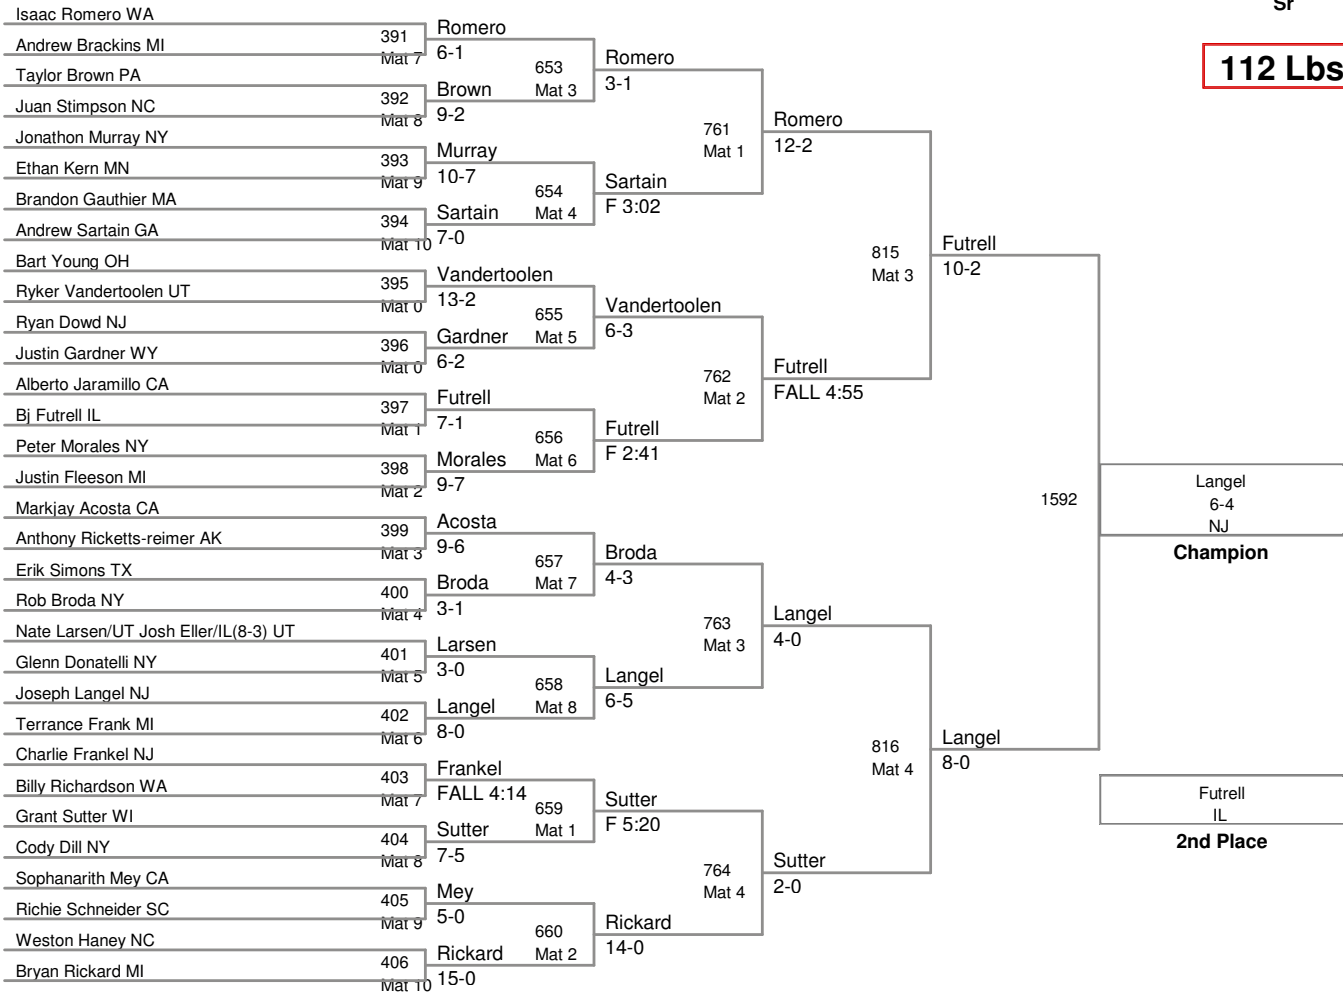 Sr
112 Lbs
Isaac Romero WA
Andrew Brackins MI
Taylor Brown PA
Juan Stimpson NC
Jonathon Murray NY
Ethan Kern MN
Brandon Gauthier MA
Andrew Sartain GA
Bart Young OH
Ryker Vandertoolen UT
Ryan Dowd NJ
Justin Gardner WY
Alberto Jaramillo CA
Bj Futrell IL
Peter Morales NY
Justin Fleeson MI
Markjay Acosta CA
Anthony Ricketts-reimer AK
Erik Simons TX
Rob Broda NY
Nate Larsen/UT Josh Eller/IL(8-3) UT
Glenn Donatelli NY
Joseph Langel NJ
Terrance Frank MI
Charlie Frankel NJ
Billy Richardson WA
Grant Sutter WI
Cody Dill NY
Sophanarith Mey CA
Richie Schneider SC
Weston Haney NC
Bryan Rickard MI
391
Mat 7
392
Mat 8
393
Mat 9
394
Mat 10
395
Mat 0
396
Mat 0
397
Mat 1
398
Mat 2
399
Mat 3
400
Mat 4
401
Mat 5
402
Mat 6
403
Mat 7
404
Mat 8
405
Mat 9
406
Mat 10
Romero
6-1
Brown
9-2
Murray
10-7
Sartain
7-0
Vandertoolen
13-2
Gardner
6-2
Futrell
7-1
Morales
9-7
Acosta
9-6
Broda
3-1
Larsen
3-0
Langel
8-0
Frankel
FALL 4:14
Sutter
7-5
Mey
5-0
Rickard
15-0
653
Mat 3
654
Mat 4
655
Mat 5
656
Mat 6
657
Mat 7
658
Mat 8
659
Mat 1
660
Mat 2
Romero
3-1
Sartain
F 3:02
Vandertoolen
6-3
Futrell
F 2:41
Broda
4-3
Langel
6-5
Sutter
F 5:20
Rickard
14-0
761
Mat 1
762
Mat 2
763
Mat 3
764
Mat 4
Romero
12-2
Futrell
FALL 4:55
Langel
4-0
Sutter
2-0
815
Mat 3
816
Mat 4
Futrell
10-2
Langel
8-0
1592
Langel
6-4
NJ
Champion
Futrell
IL
2nd Place